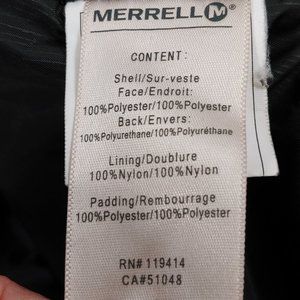 MERRELL M
CONTENT:
Shell/Sur-veste
Face/Endroit:
100%Polyester/100%Polyester
Back/Envers:
100%Polyurethane/100%Polyuréthane
Lining/Doublure
100%Nylon/100%Nylon
Padding/Rembourrage
100%Polyester/100%Polyester
RN# 119414
CA#51048